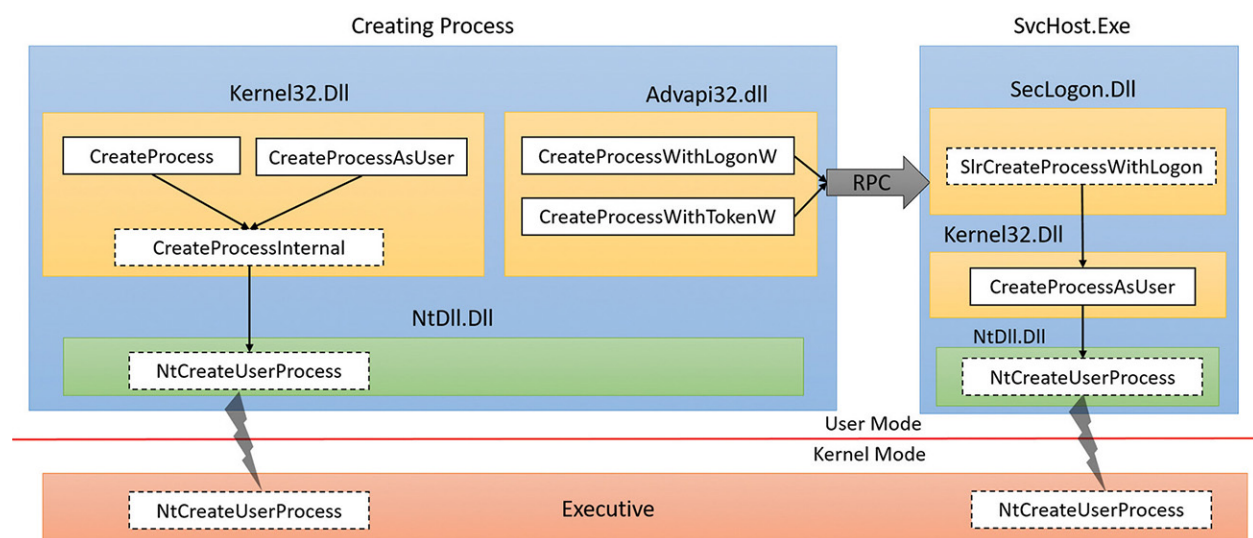 Creating Process
SvcHost.Exe
Kernel32.Dll
Advapi32.dll
SecLogon.Dll
CreateProcess
CreateProcessAsUser
CreateProcessWithLogonW
RPC
SlrCreateProcessWithLogon
CreateProcessWithTokenW
CreateProcessInternal
Kernel32.Dll
CreateProcessAsUser
NtDll.Dll
NtDll.Dll
NtCreateUserProcess
NtCreateUserProcess
User Mode
Kernel Mode
NtCreateUserProcess
Executive
NtCreateUserProcess